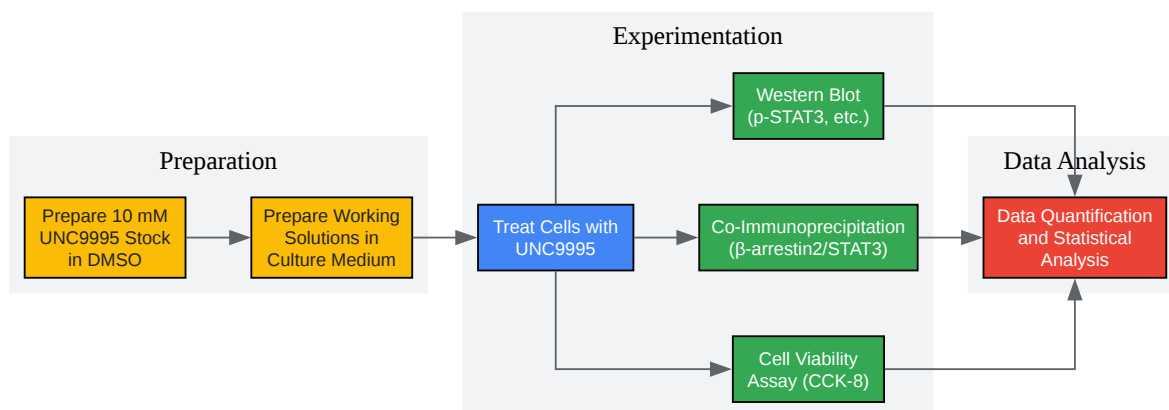 Preparation
Prepare 10 mM
UNC9995 Stock
in DMSO
Prepare Working
Solutions in
Culture Medium
Experimentation
Treat Cells with
UNC9995
Western Blot
(p-STAT3, etc.)
Co-Immunoprecipitation
(β-arrestin2/STAT3)
Cell Viability
Assay (CCK-8)
Data Analysis
Data Quantification
and Statistical
Analysis